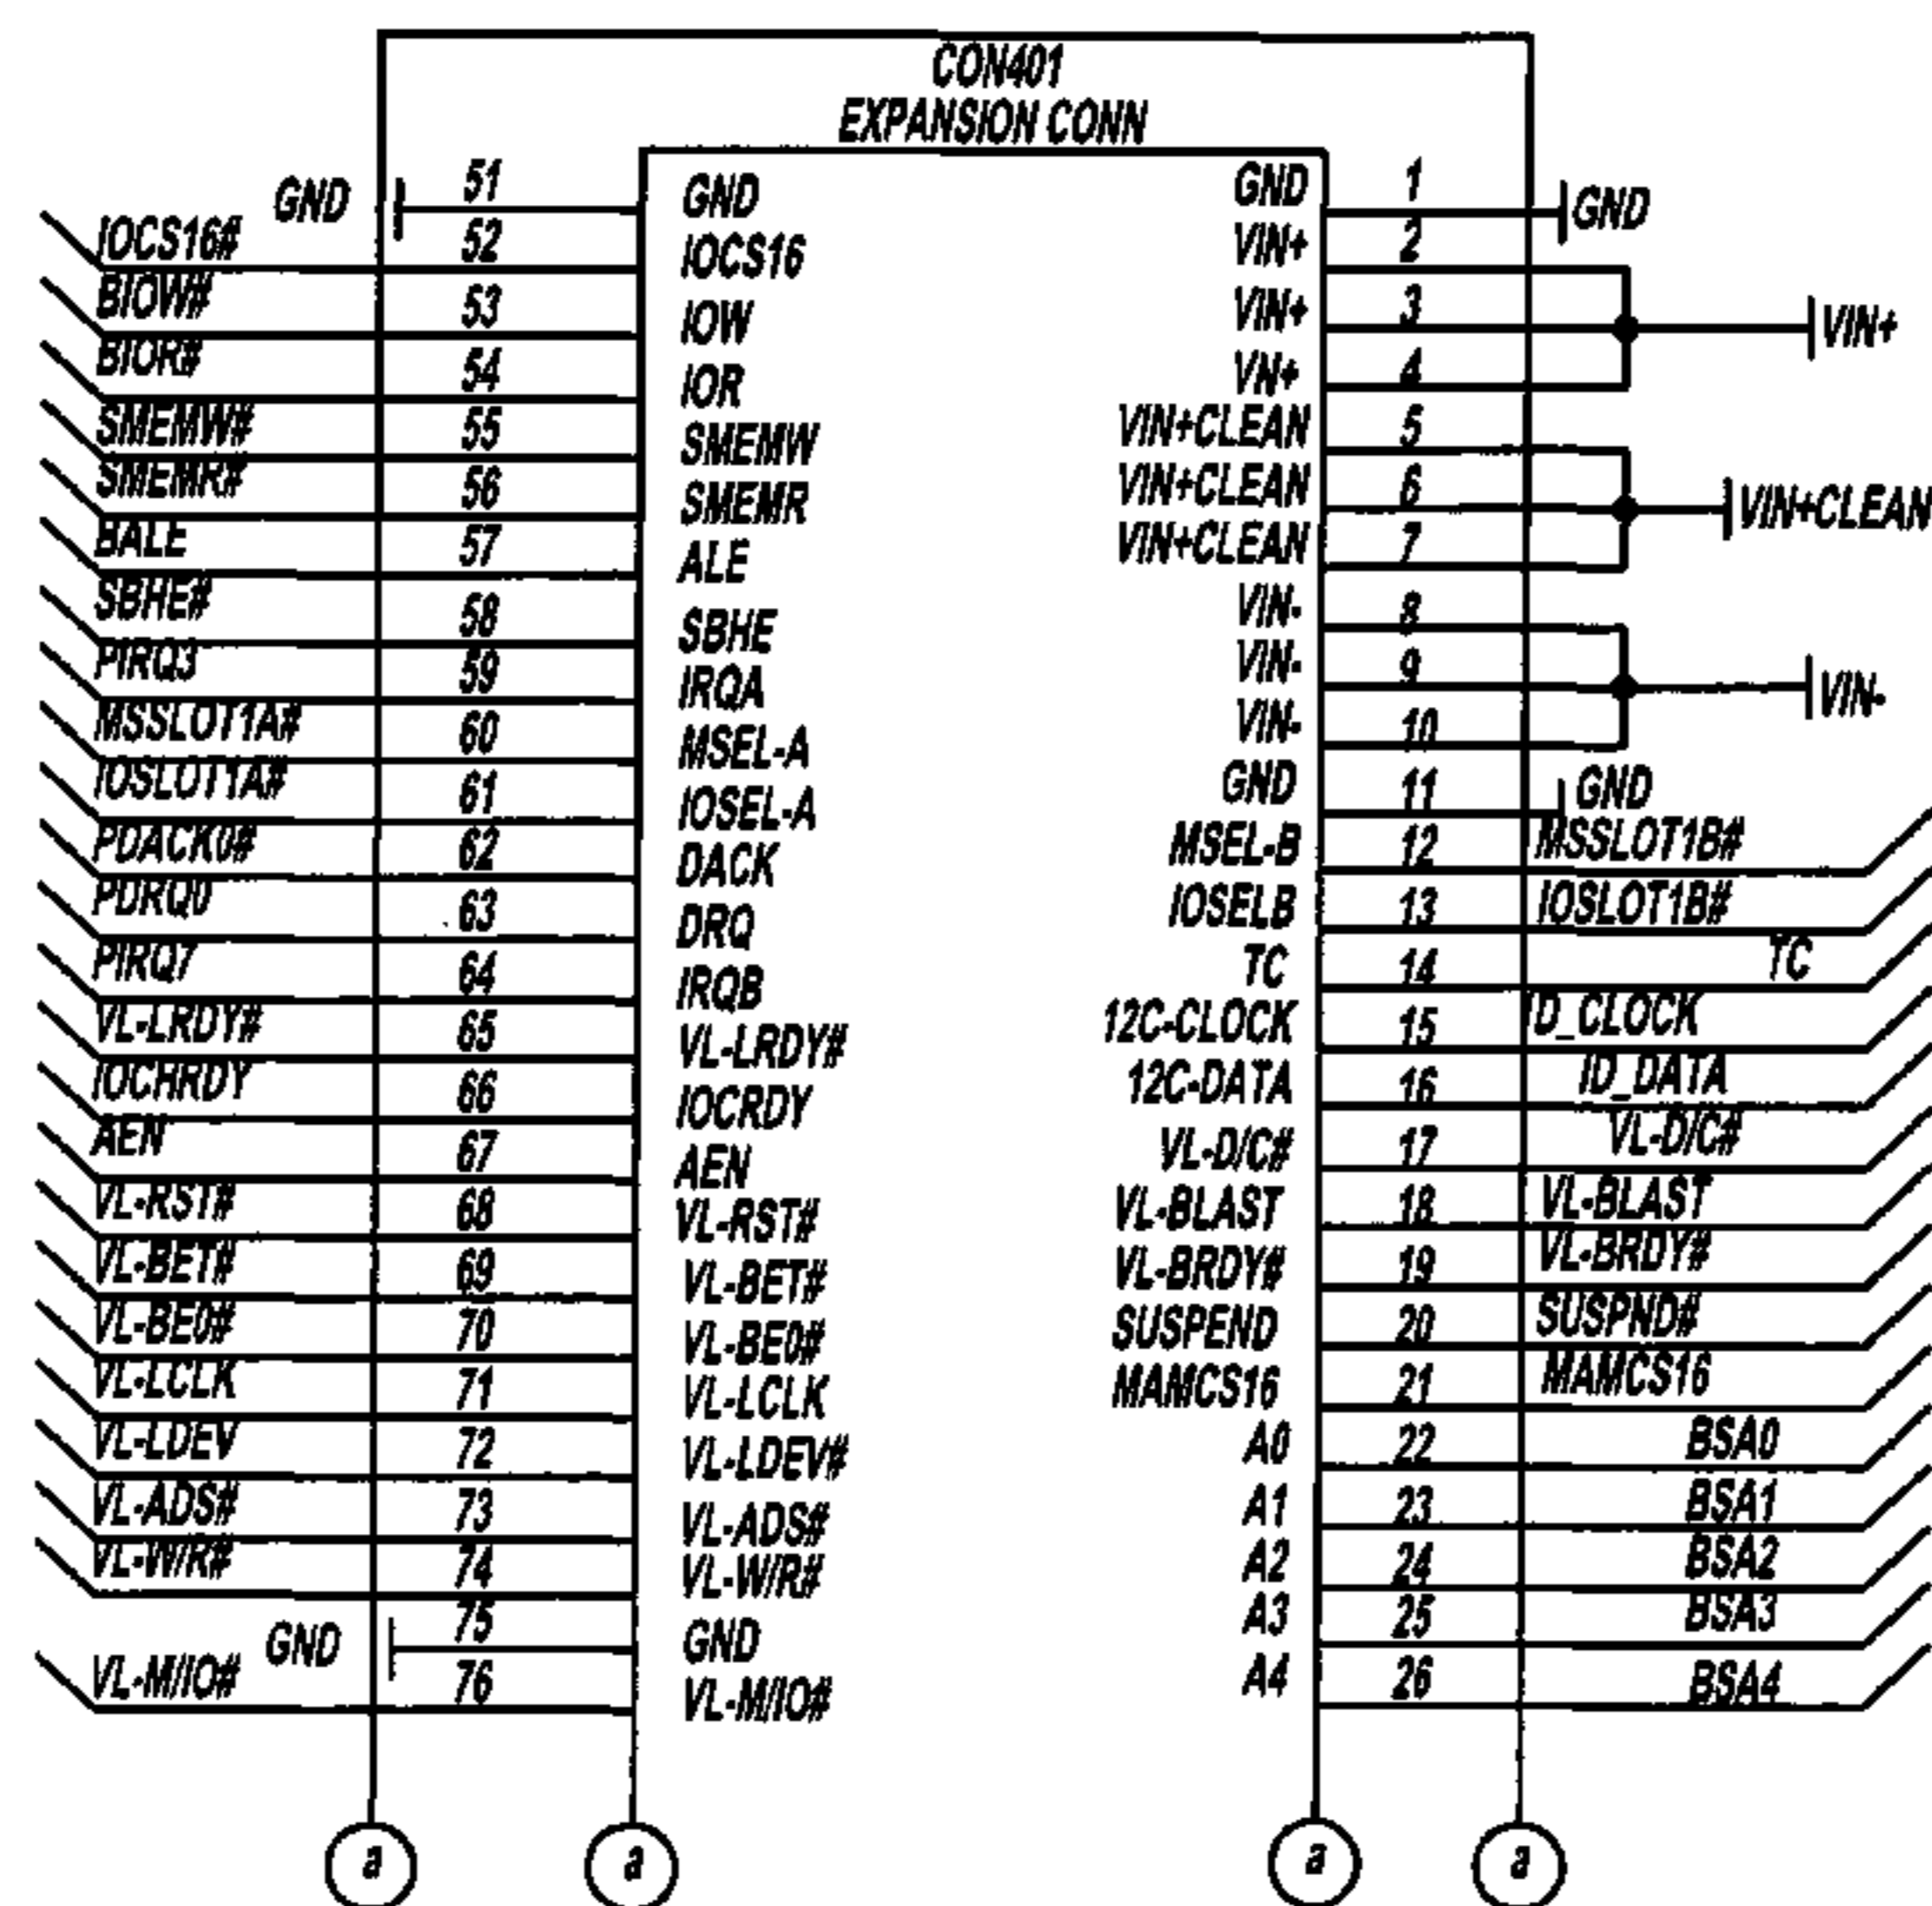 CON401
EXPANSION CONN
GND 51 GND GND 1 GND
IOCS16# 52 IOCS16 VIN+ 2
BIOW# 53 IOW VIN+ 3 VIN+
BIOR# 54 IOR VN+ 4
SMEMW# 55 SMEMW VIN+CLEAN 5
SMEMR# 56 SMEMR VIN+CLEAN 6 VIN+CLEAN
BALE 57 ALE VIN+CLEAN 7
SBHE# 58 SBHE VIN- 8
PIRQ3 59 IRQA VIN- 9 VIN-
MSSLOT1A# 60 MSEL-A VIN- 10
IOSLOT1A# 61 IOSEL-A GND 11 GND
PDACK0# 62 DACK MSEL-B 12 MSSLOT1B#
PDRQ0 63 DRQ IOSELB 13 IOSLOT1B#
PIRQ7 64 IRQB TC 14 TC
VL-LRDY# 65 VL-LRDY# 12C-CLOCK 15 ID_CLOCK
IOCHRDY 66 IOCRDY 12C-DATA 16 ID_DATA
AEN 67 AEN VL-D/C# 17 VL-D/C#
VL-RST# 68 VL-RST# VL-BLAST 18 VL-BLAST
VL-BET# 69 VL-BET# VL-BRDY# 19 VL-BRDY#
VL-BE0# 70 VL-BE0# SUSPEND 20 SUSPND#
VL-LCLK 71 VL-LCLK MAMCS16 21 MAMCS16
VL-LDEV 72 VL-LDEV# A0 22 BSA0
VL-ADS# 73 VL-ADS# A1 23 BSA1
VL-W/R# 74 VL-W/R# A2 24 BSA2
GND 75 GND A3 25 BSA3
VL-M/IO# 76 VL-M/IO# A4 26 BSA4
a a a a